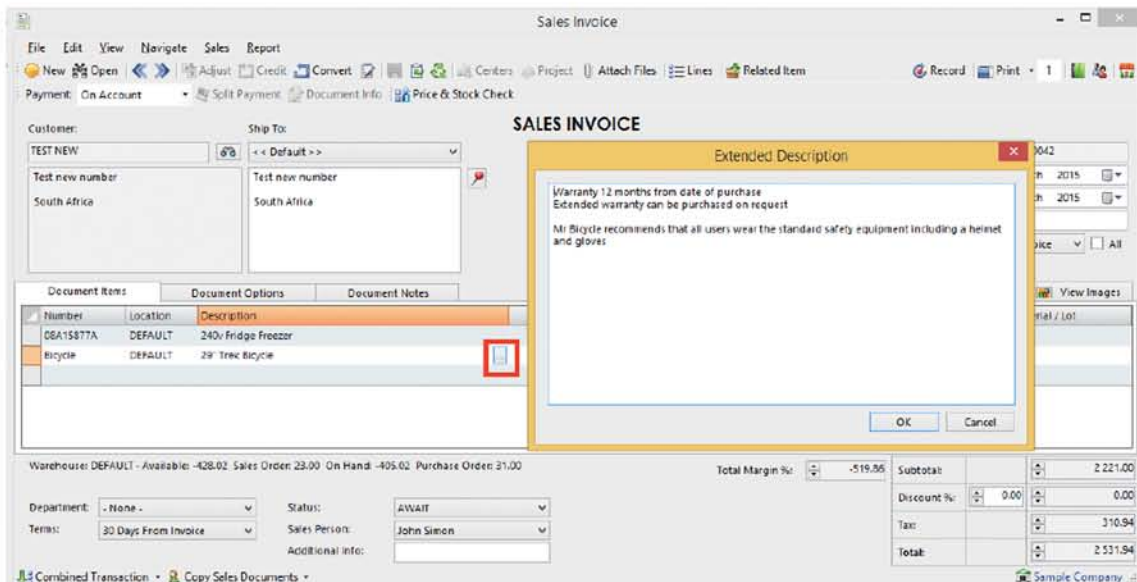 Sales Invoice
File Edit View Navigate Sales Report
New Open Adjust Credit Convert Centers Project Attach Files Lines Related Item Record Print 1
Payment: On Account Split Payment Document Info Price & Stock Check
SALES INVOICE
Customer: Ship To:
TEST NEW << Default >>
Test new number Test new number
South Africa South Africa
0042
2015
2015
All
Extended Description
Warranty 12 months from date of purchase
Extended warranty can be purchased on request
Mr Bicycle recommends that all users wear the standard safety equipment including a helmet
and gloves
OK Cancel
Document Items Document Options Document Notes View Images
Number Location Description
08A15877A DEFAULT 240v Fridge Freezer
Bicycle DEFAULT 29" Trek Bicycle
...
Warehouse: DEFAULT - Available: -428.02 Sales Order: 23.00 On Hand: -405.02 Purchase Order: 31.00
Total Margin %: -519.86 Subtotal: 2 221.00
Discount %: 0.00 0.00
Tax: 310.94
Total: 2 531.94
Department: - None - Status: AWAIT
Terms: 30 Days From Invoice Sales Person: John Simon
Additional Info:
Combined Transaction Copy Sales Documents Sample Company